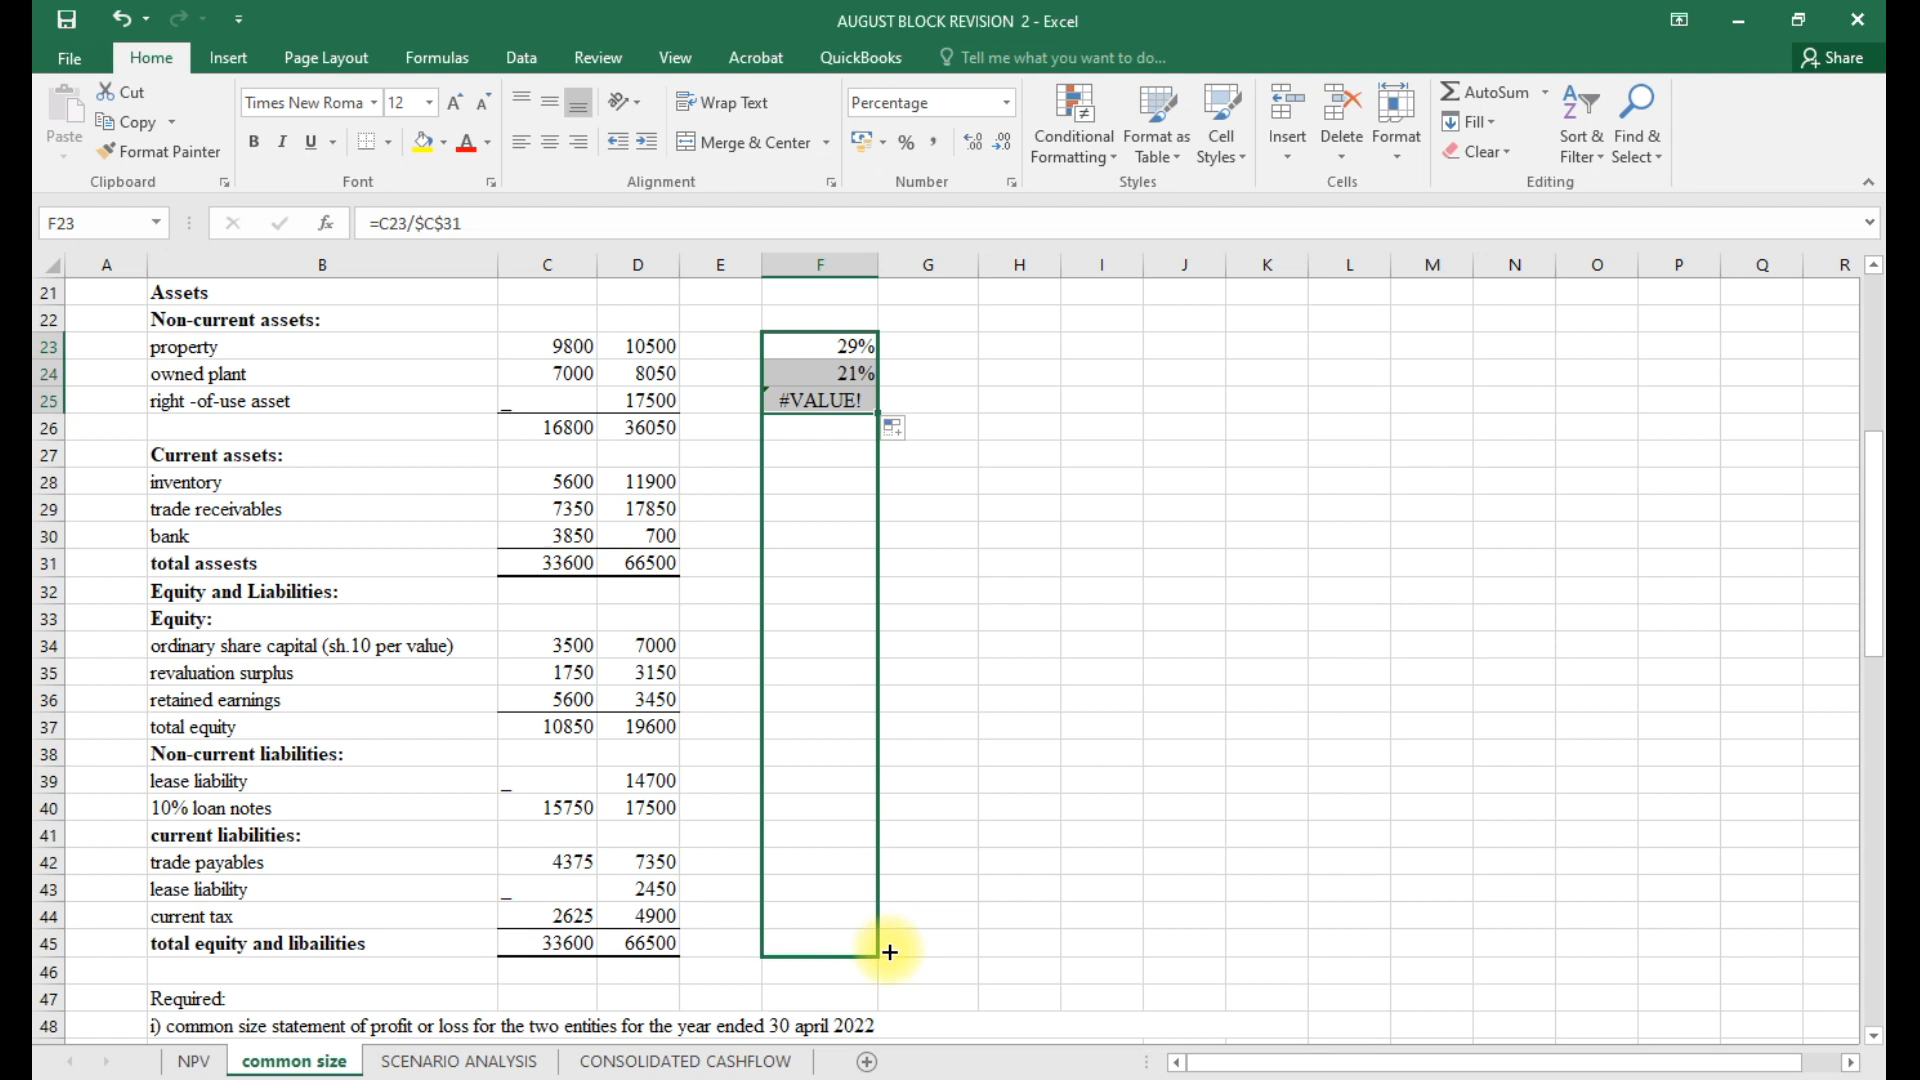 AUGUST BLOCK REVISION 2 - Excel
File Home Insert Page Layout Formulas Data Review View Acrobat QuickBooks Tell me what you want to do... Share
Paste Cut Copy Format Painter Clipboard
Times New Roma 12 B I U Font
Wrap Text Merge & Center Alignment
Percentage % , Number
Conditional Formatting Format as Table Cell Styles Styles
Insert Delete Format Cells
AutoSum Fill Clear Sort & Filter Find & Select Editing
F23 fx =C23/$C$31
A B C D E F G H I J K L M N O P Q R
21 Assets
22 Non-current assets:
23 property 9800 10500 29%
24 owned plant 7000 8050 21%
25 right -of-use asset _ 17500 #VALUE!
26 16800 36050
27 Current assets:
28 inventory 5600 11900
29 trade receivables 7350 17850
30 bank 3850 700
31 total assests 33600 66500
32 Equity and Liabilities:
33 Equity:
34 ordinary share capital (sh.10 per value) 3500 7000
35 revaluation surplus 1750 3150
36 retained earnings 5600 3450
37 total equity 10850 19600
38 Non-current liabilities:
39 lease liability _ 14700
40 10% loan notes 15750 17500
41 current liabilities:
42 trade payables 4375 7350
43 lease liability _ 2450
44 current tax 2625 4900
45 total equity and libailities 33600 66500
46
47 Required:
48 i) common size statement of profit or loss for the two entities for the year ended 30 april 2022
NPV common size SCENARIO ANALYSIS CONSOLIDATED CASHFLOW